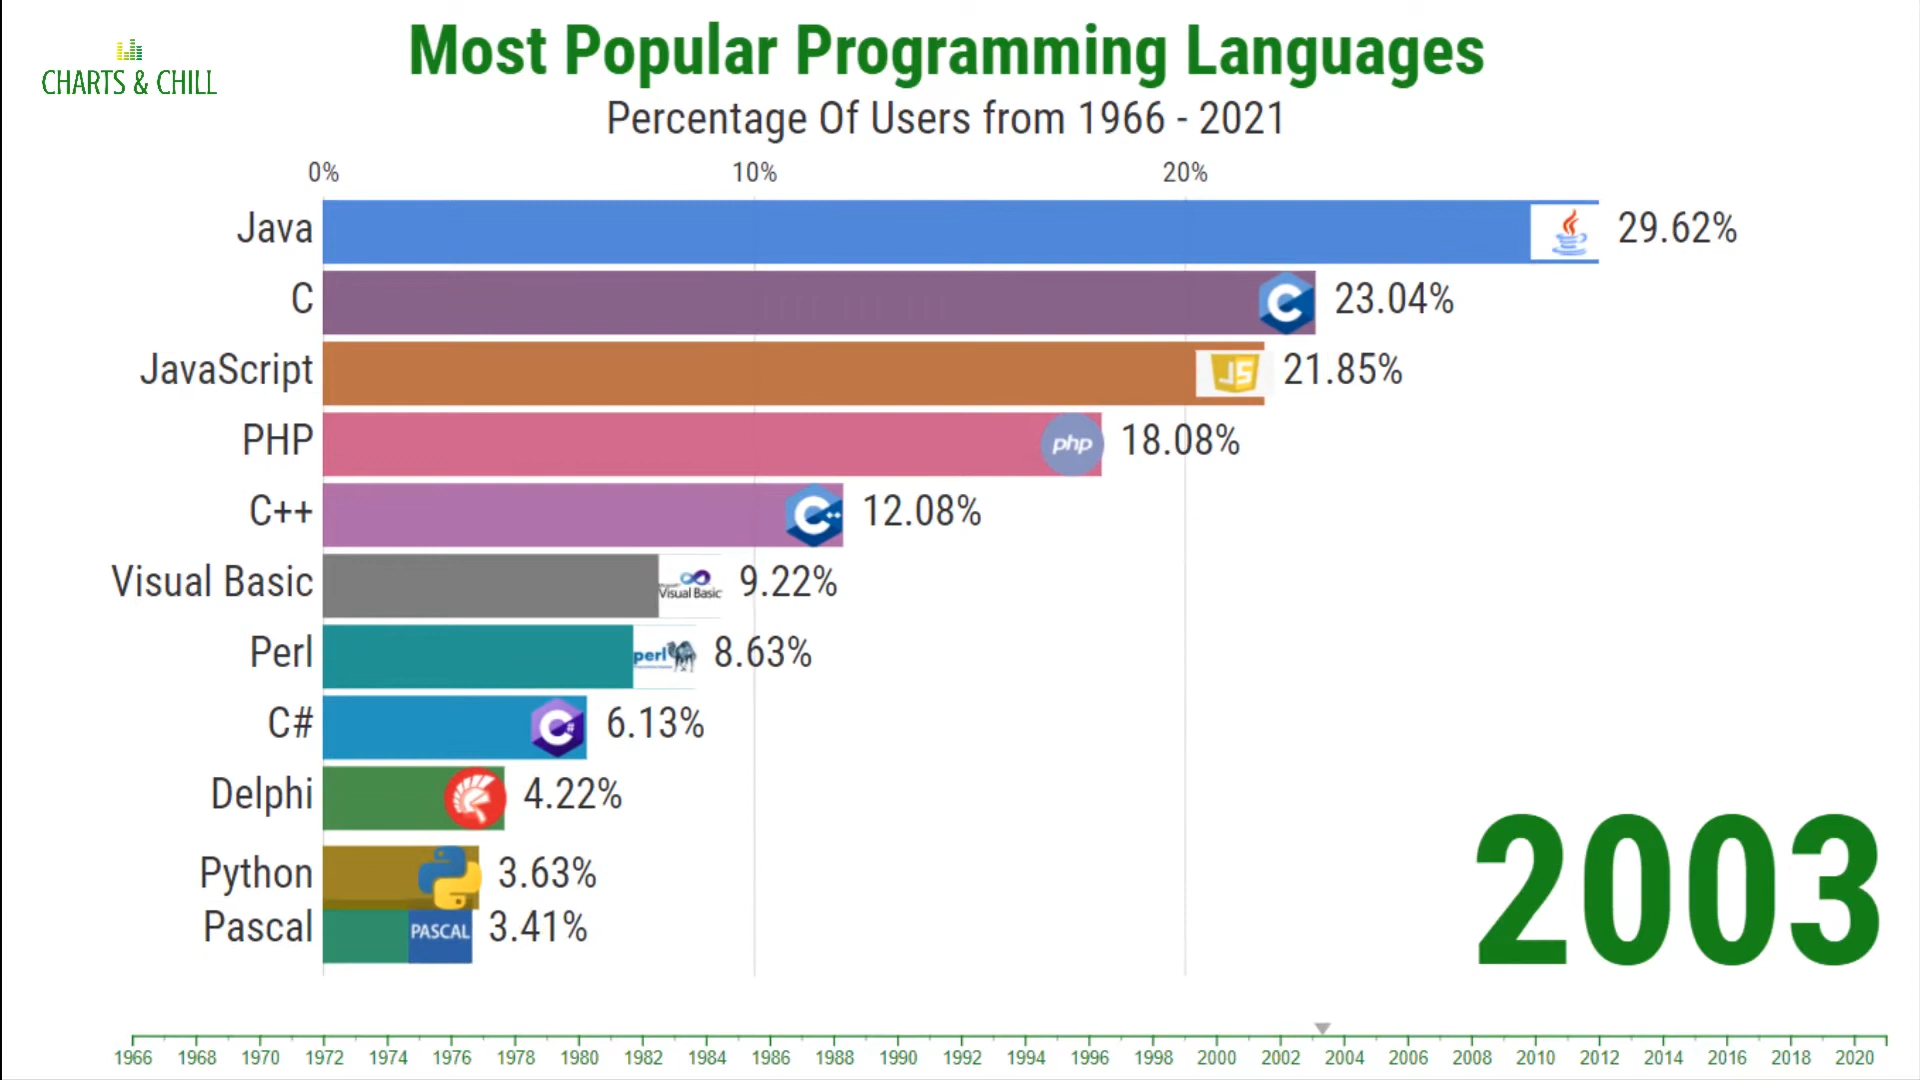 CHARTS & CHILL
Most Popular Programming Languages
Percentage Of Users from 1966 - 2021
0% 10% 20%
Java 29.62%
C C 23.04%
JavaScript JS 21.85%
PHP php 18.08%
C++ C++ 12.08%
Visual Basic Visual Basic 9.22%
Perl perl 8.63%
C# C# 6.13%
Delphi 4.22%
Python 3.63%
Pascal PASCAL 3.41%
2003
1966 1968 1970 1972 1974 1976 1978 1980 1982 1984 1986 1988 1990 1992 1994 1996 1998 2000 2002 2004 2006 2008 2010 2012 2014 2016 2018 2020